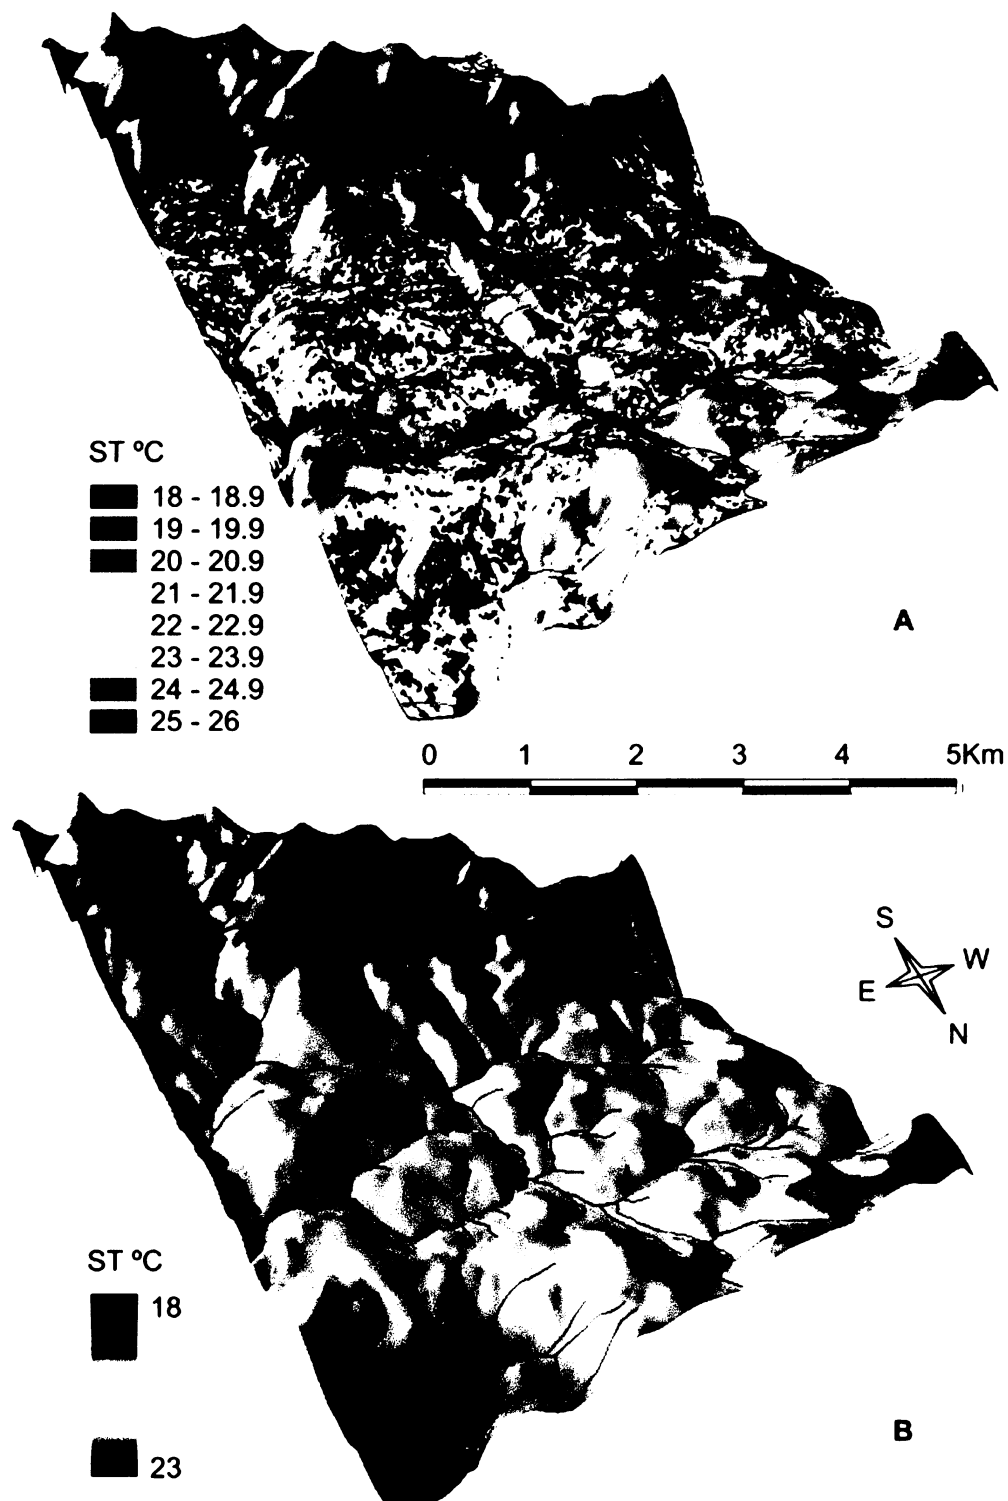 ST ºC
18 - 18.9
19 - 19.9
20 - 20.9
21 - 21.9
22 - 22.9
23 - 23.9
24 - 24.9
25 - 26
A
0 1 2 3 4 5Km
S
W
E
N
ST ºC
18
23
B